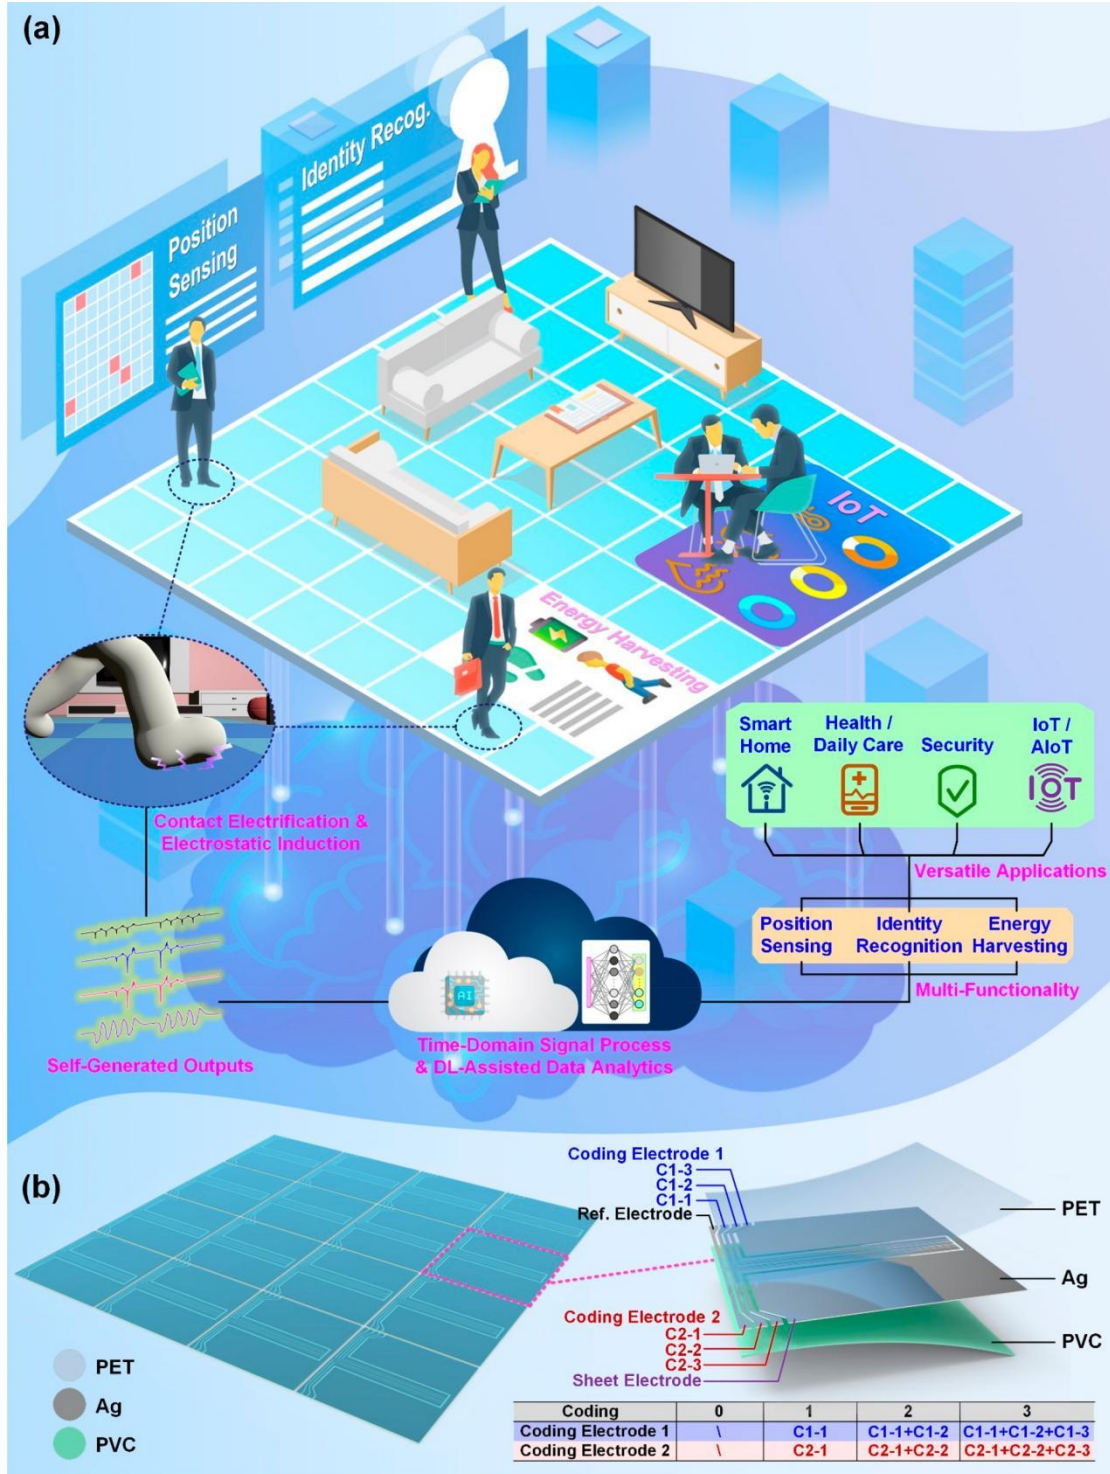 (a)
Identity Recog.
Position
Sensing
IoT
Energy Harvesting
Contact Electrification &
Electrostatic Induction
Smart
Home
Health /
Daily Care
Security
IoT /
AIoT
IOT
Versatile Applications
Position
Sensing
Identity
Recognition
Energy
Harvesting
Multi-Functionality
AI
Time-Domain Signal Process
& DL-Assisted Data Analytics
Self-Generated Outputs
(b)
Coding Electrode 1
C1-3
C1-2
C1-1
Ref. Electrode
PET
Ag
PVC
Coding Electrode 2
C2-1
C2-2
C2-3
Sheet Electrode
PET
Ag
PVC
Coding 0 1 2 3
Coding Electrode 1 \ C1-1 C1-1+C1-2 C1-1+C1-2+C1-3
Coding Electrode 2 \ C2-1 C2-1+C2-2 C2-1+C2-2+C2-3